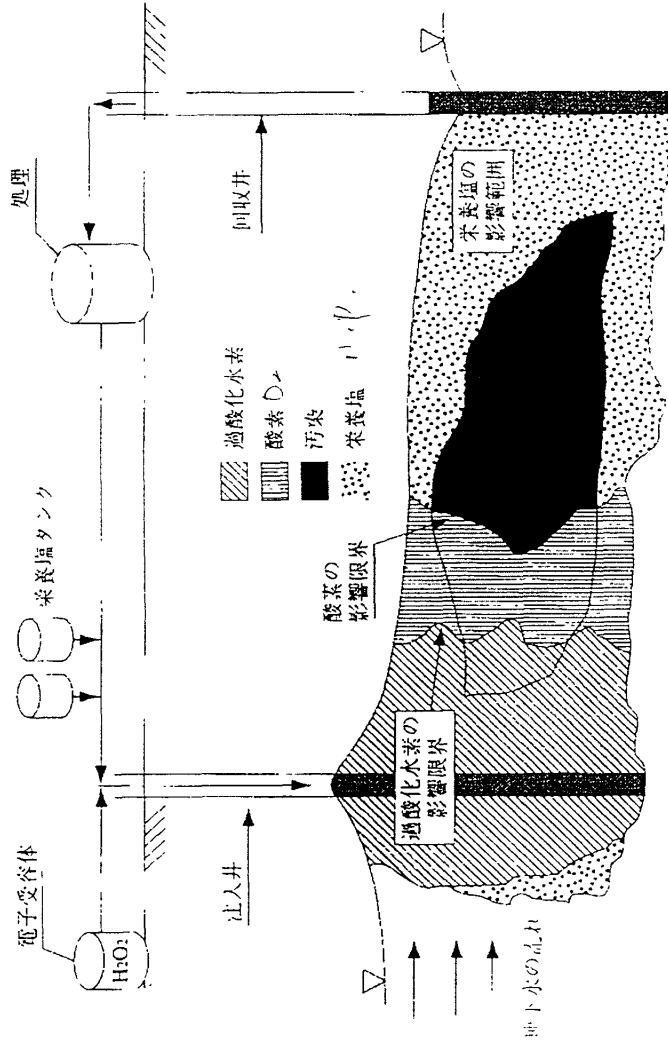 電子受容体
H₂O₂
栄養塩タンク
処理
注入井
回収井
過酸化水素
酸素 O₂
汚染
栄養塩
過酸化水素の
影響限界
酸素の
影響限界
栄養塩の
影響範囲
地下水の流れ